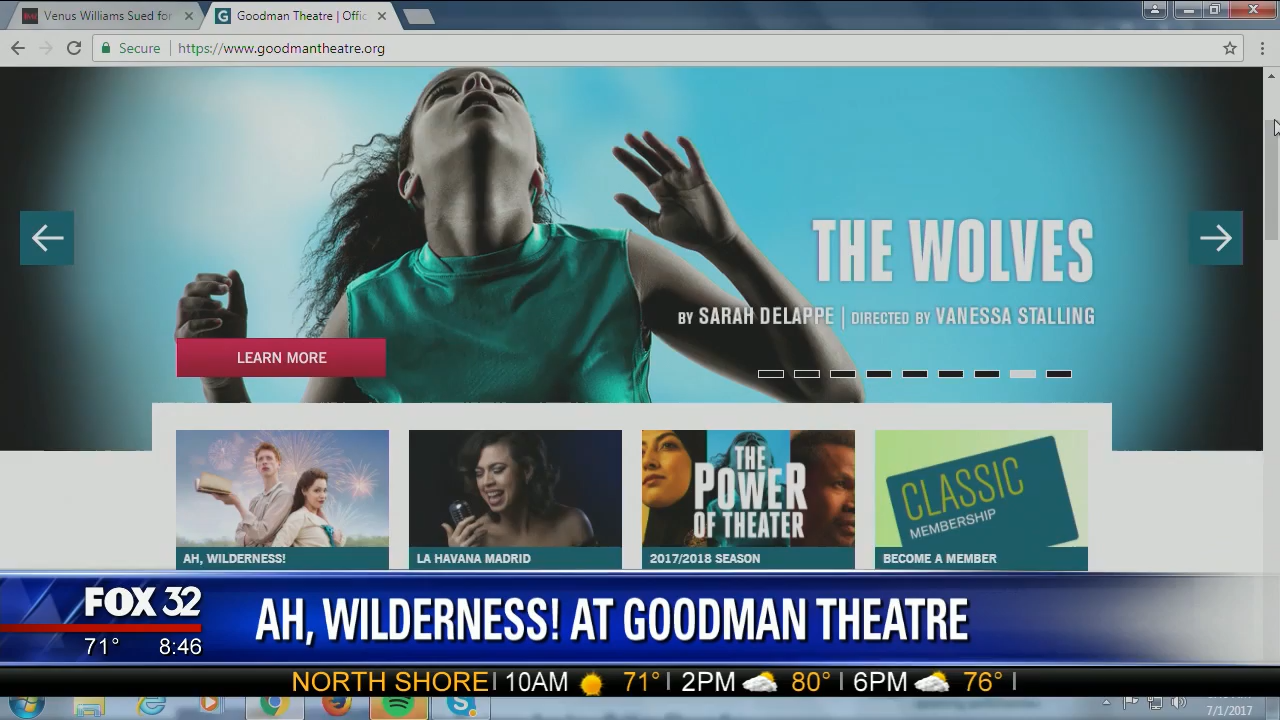 Venus Williams Sued for
Goodman Theatre | Offic
Secure
https://www.goodmantheatre.org
THE WOLVES
BY SARAH DELAPPE | DIRECTED BY VANESSA STALLING
LEARN MORE
THE
POWER
OF THEATER
CLASSIC
MEMBERSHIP
AH, WILDERNESS!
LA HAVANA MADRID
2017/2018 SEASON
BECOME A MEMBER
FOX 32
71° 8:46
AH, WILDERNESS! AT GOODMAN THEATRE
NORTH SHORE | 10AM 71° | 2PM 80° | 6PM 76° |
7/1/2017